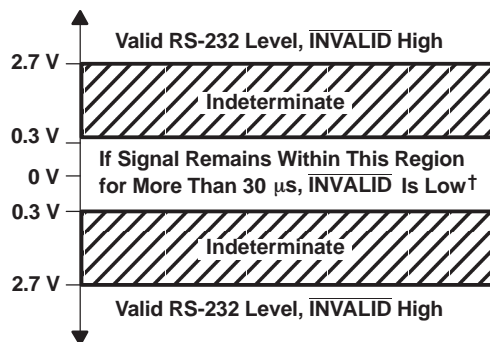 Valid RS-232 Level, INVALID High
2.7 V
Indeterminate
0.3 V
If Signal Remains Within This Region
0 V
for More Than 30 μs, INVALID Is Low†
0.3 V
Indeterminate
2.7 V
Valid RS-232 Level, INVALID High